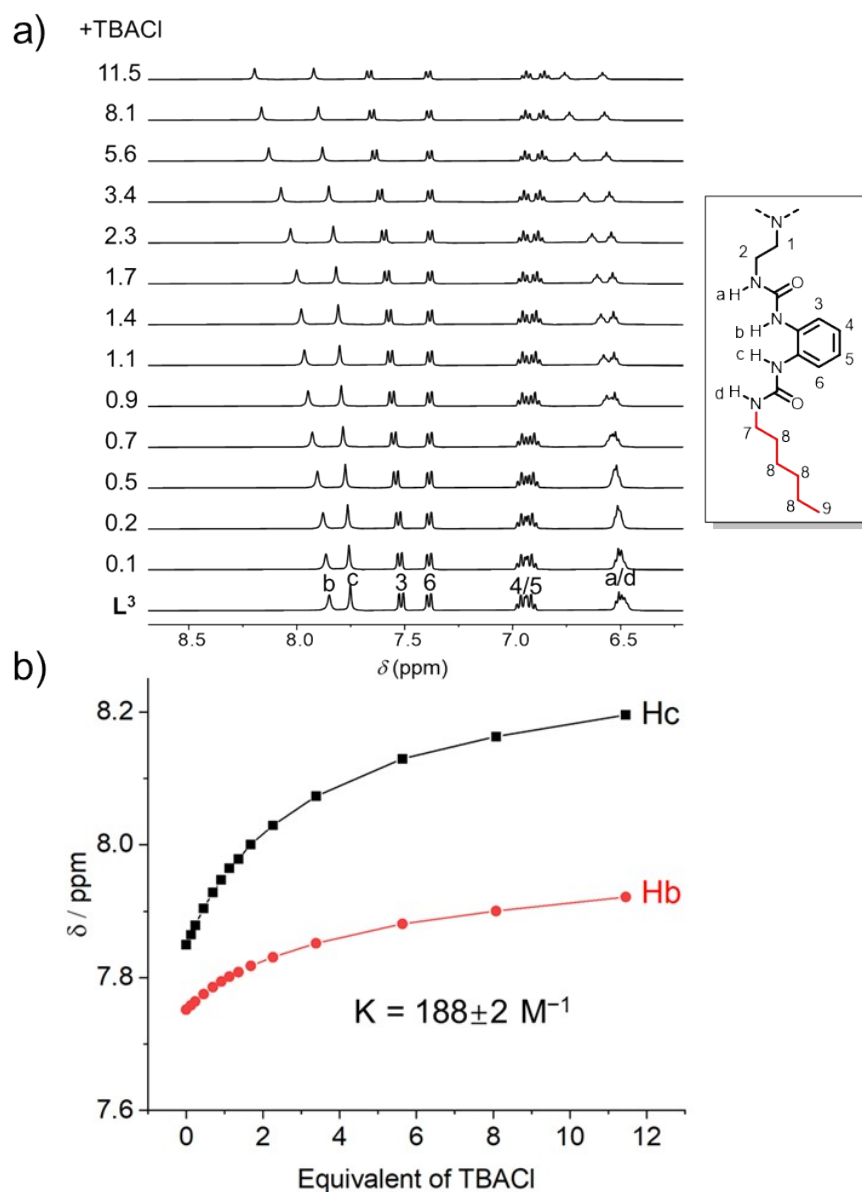 a) +TBACl
11.5
8.1
5.6
3.4
2.3
1.7
1.4
1.1
0.9
0.7
0.5
0.2
0.1
b c 3 6 4/5 a/d
L³
8.5 8.0 7.5 7.0 6.5
δ (ppm)
N
2 1
a H N O
3
N 4
b H
c H N 5
6
d H
N O
7 8
8
8
8 9
b)
8.2
Hc
8.0
δ / ppm
Hb
7.8
K = 188±2 M⁻¹
7.6
0 2 4 6 8 10 12
Equivalent of TBACl